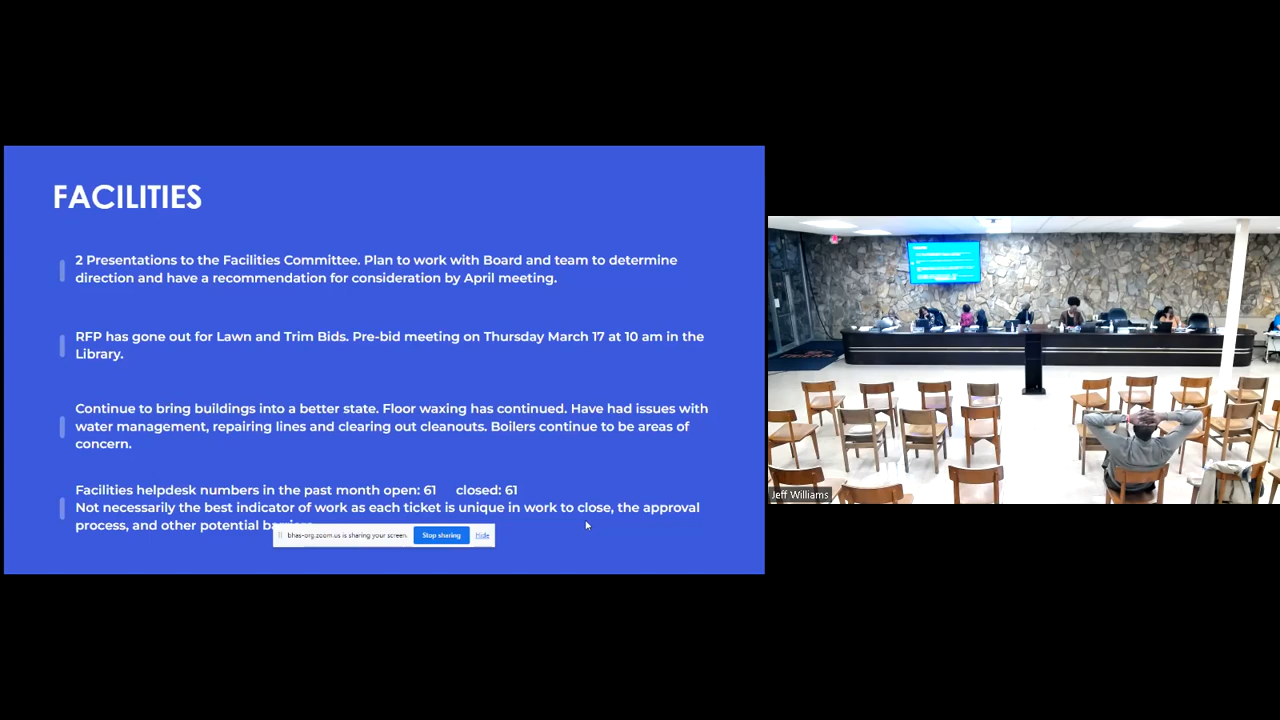 FACILITIES
2 Presentations to the Facilities Committee. Plan to work with Board and team to determine
direction and have a recommendation for consideration by April meeting.
RFP has gone out for Lawn and Trim Bids. Pre-bid meeting on Thursday March 17 at 10 am in the
Library.
Continue to bring buildings into a better state. Floor waxing has continued. Have had issues with
water management, repairing lines and clearing out cleanouts. Boilers continue to be areas of
concern.
Facilities helpdesk numbers in the past month open: 61 closed: 61
Not necessarily the best indicator of work as each ticket is unique in work to close, the approval
process, and other potential
bhas-org.zoom.us is sharing your screen.
Stop sharing
Hide
Jeff Williams